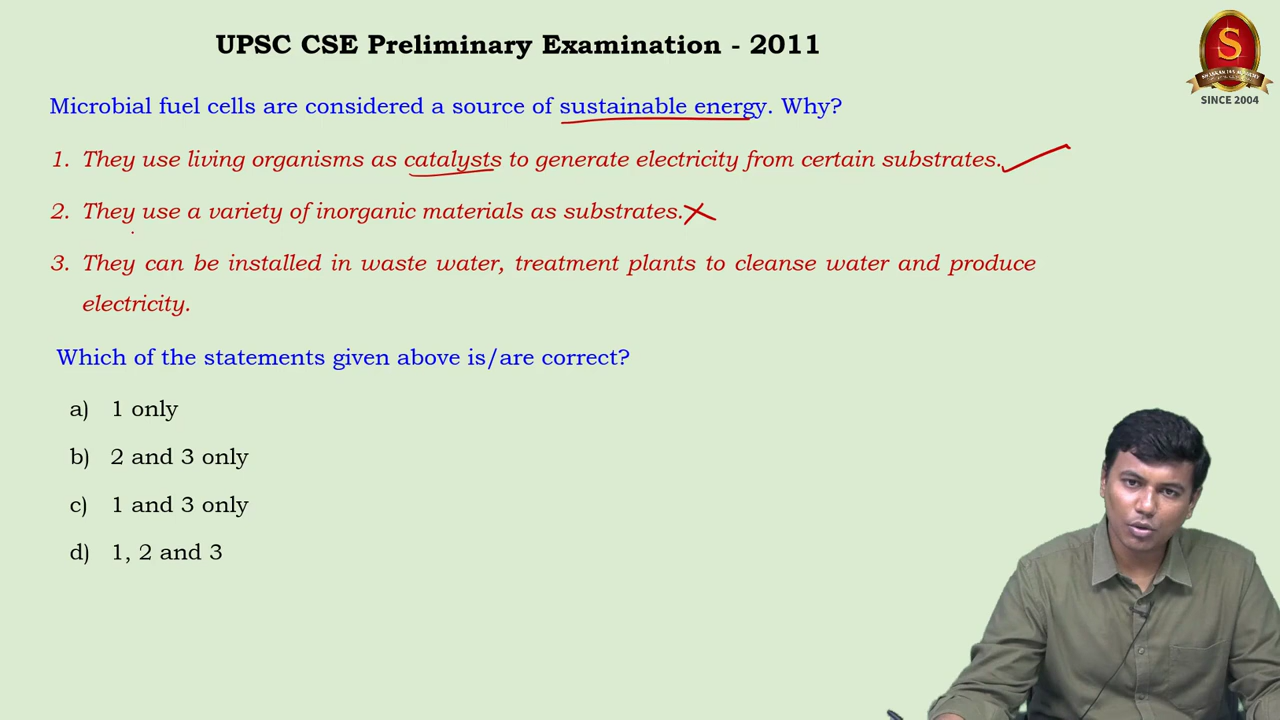 UPSC CSE Preliminary Examination - 2011
Microbial fuel cells are considered a source of sustainable energy. Why?
1. They use living organisms as catalysts to generate electricity from certain substrates.
2. They use a variety of inorganic materials as substrates.
3. They can be installed in waste water, treatment plants to cleanse water and produce
electricity.
Which of the statements given above is/are correct?
a) 1 only
b) 2 and 3 only
c) 1 and 3 only
d) 1, 2 and 3
S
SINCE 2004